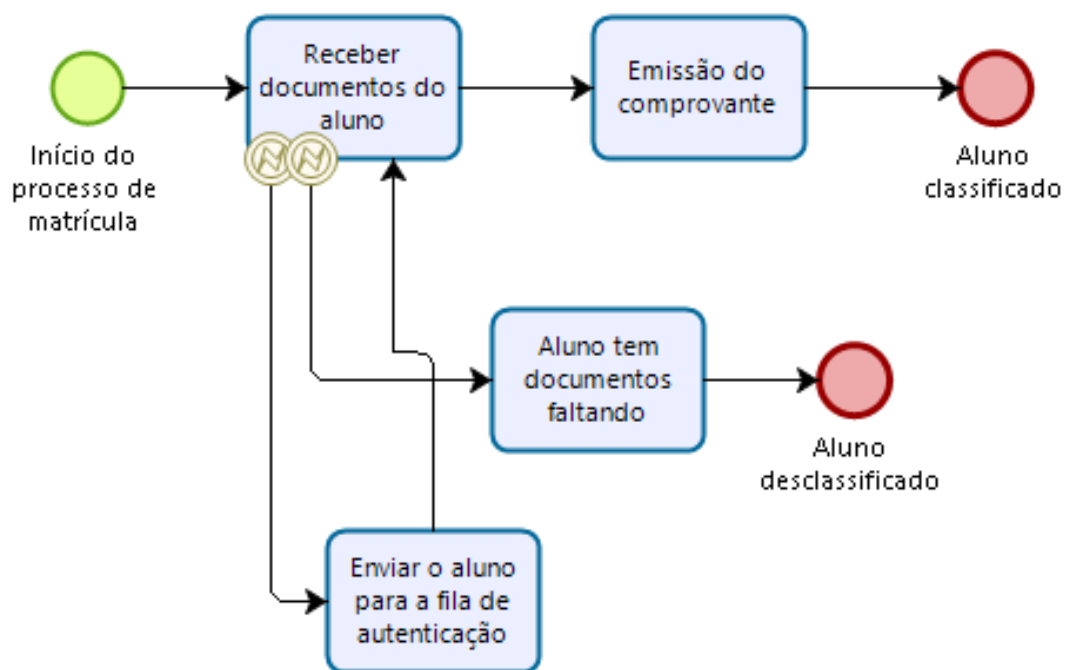 Início do
processo de
matrícula
Receber
documentos do
aluno
Emissão do
comprovante
Aluno
classificado
Aluno tem
documentos
faltando
Aluno
desclassificado
Enviar o aluno
para a fila de
autenticação